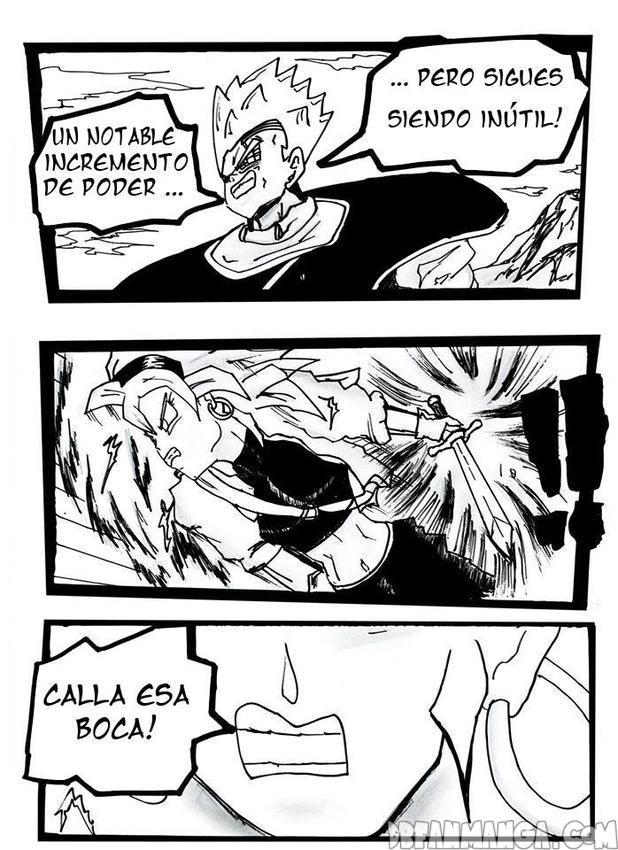 UN NOTABLE
INCREMENTO
DE PODER ...
... PERO SIGUES
SIENDO INÚTIL!
CALLA ESA
BOCA!
DBFANMANGA.COM